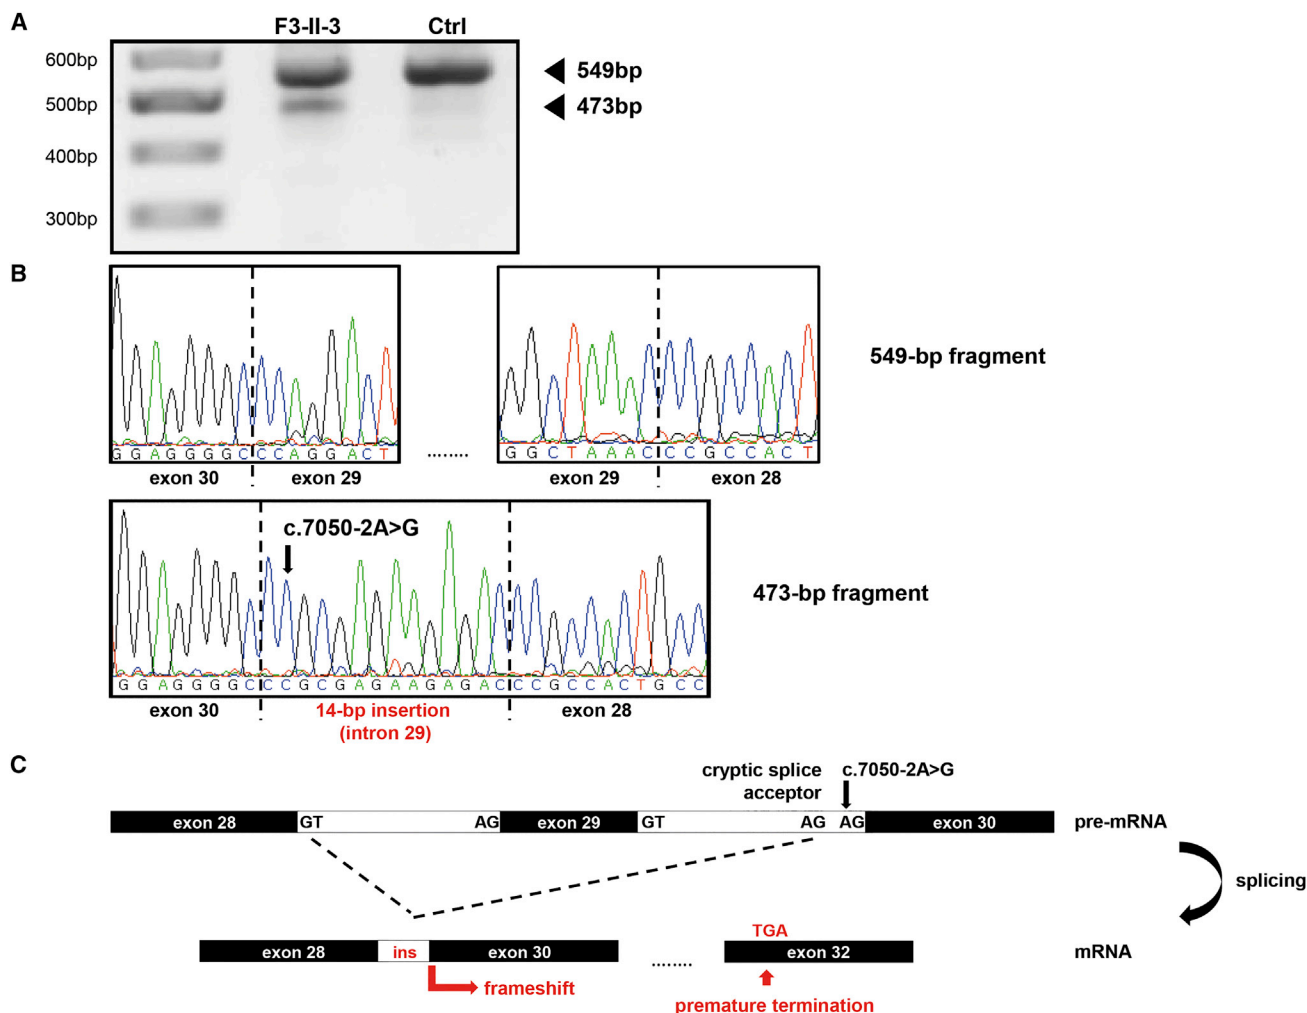 A
F3-II-3 Ctrl
600bp
500bp
400bp
300bp
549bp
473bp
B
GGAGGGGCCCAGGACT
exon 30 exon 29
........
GGCTAAACCCGCCACT
exon 29 exon 28
549-bp fragment
c.7050-2A>G
GGAGGGGCCCGCGAGAAGAGACCCGCCACTGCC
exon 30
14-bp insertion
(intron 29)
exon 28
473-bp fragment
C
cryptic splice
acceptor
c.7050-2A>G
exon 28 GT AG exon 29 GT AG AG exon 30
pre-mRNA
splicing
exon 28 ins exon 30
........
TGA
exon 32
mRNA
frameshift
premature termination